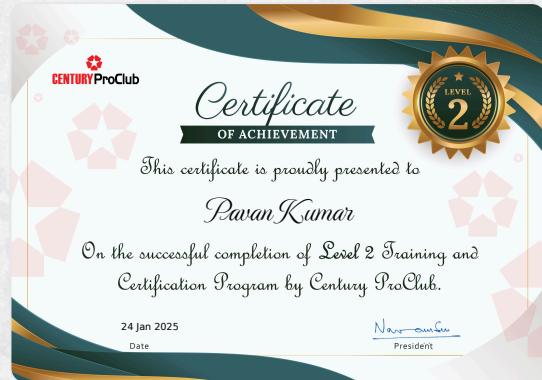 CENTURY ProClub
Certificate
OF ACHIEVEMENT
LEVEL
2
This certificate is proudly presented to
Pavan Kumar
On the successful completion of Level 2 Training and
Certification Program by Century ProClub.
24 Jan 2025
Date
President